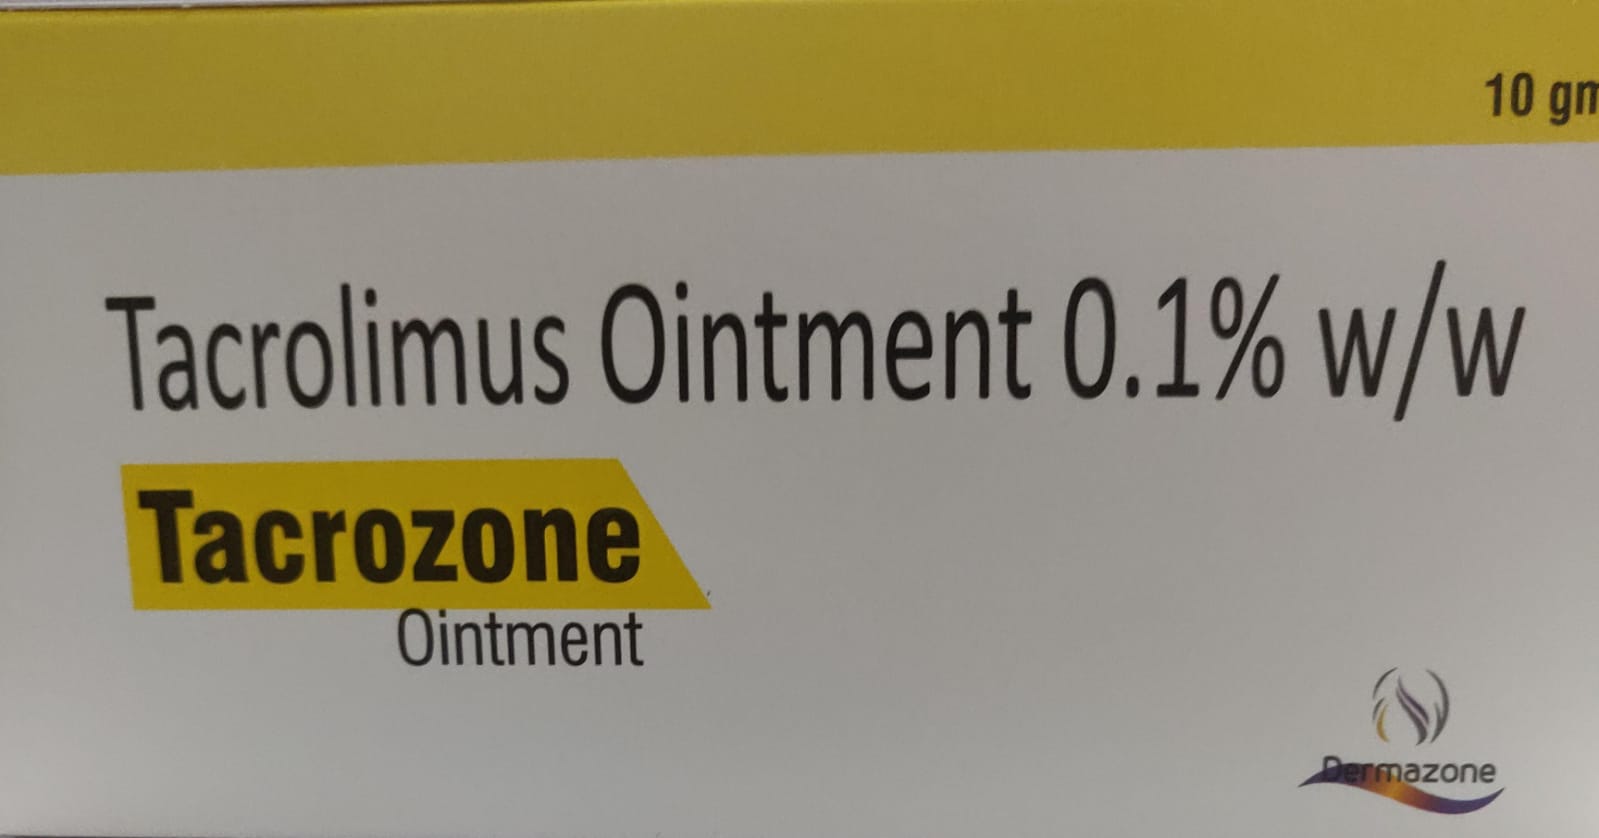 10 gm
Tacrolimus Ointment 0.1% w/w
Tacrozone
Ointment
Dermazone